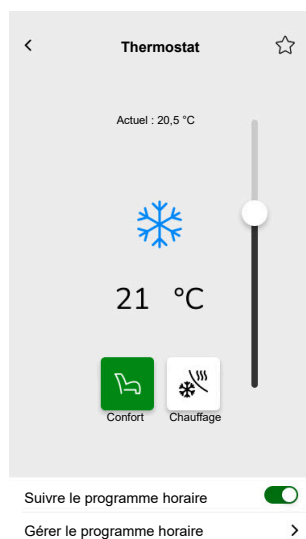 Thermostat
Actuel : 20,5 °C
21 °C
Confort Chauffage
Suivre le programme horaire
Gérer le programme horaire